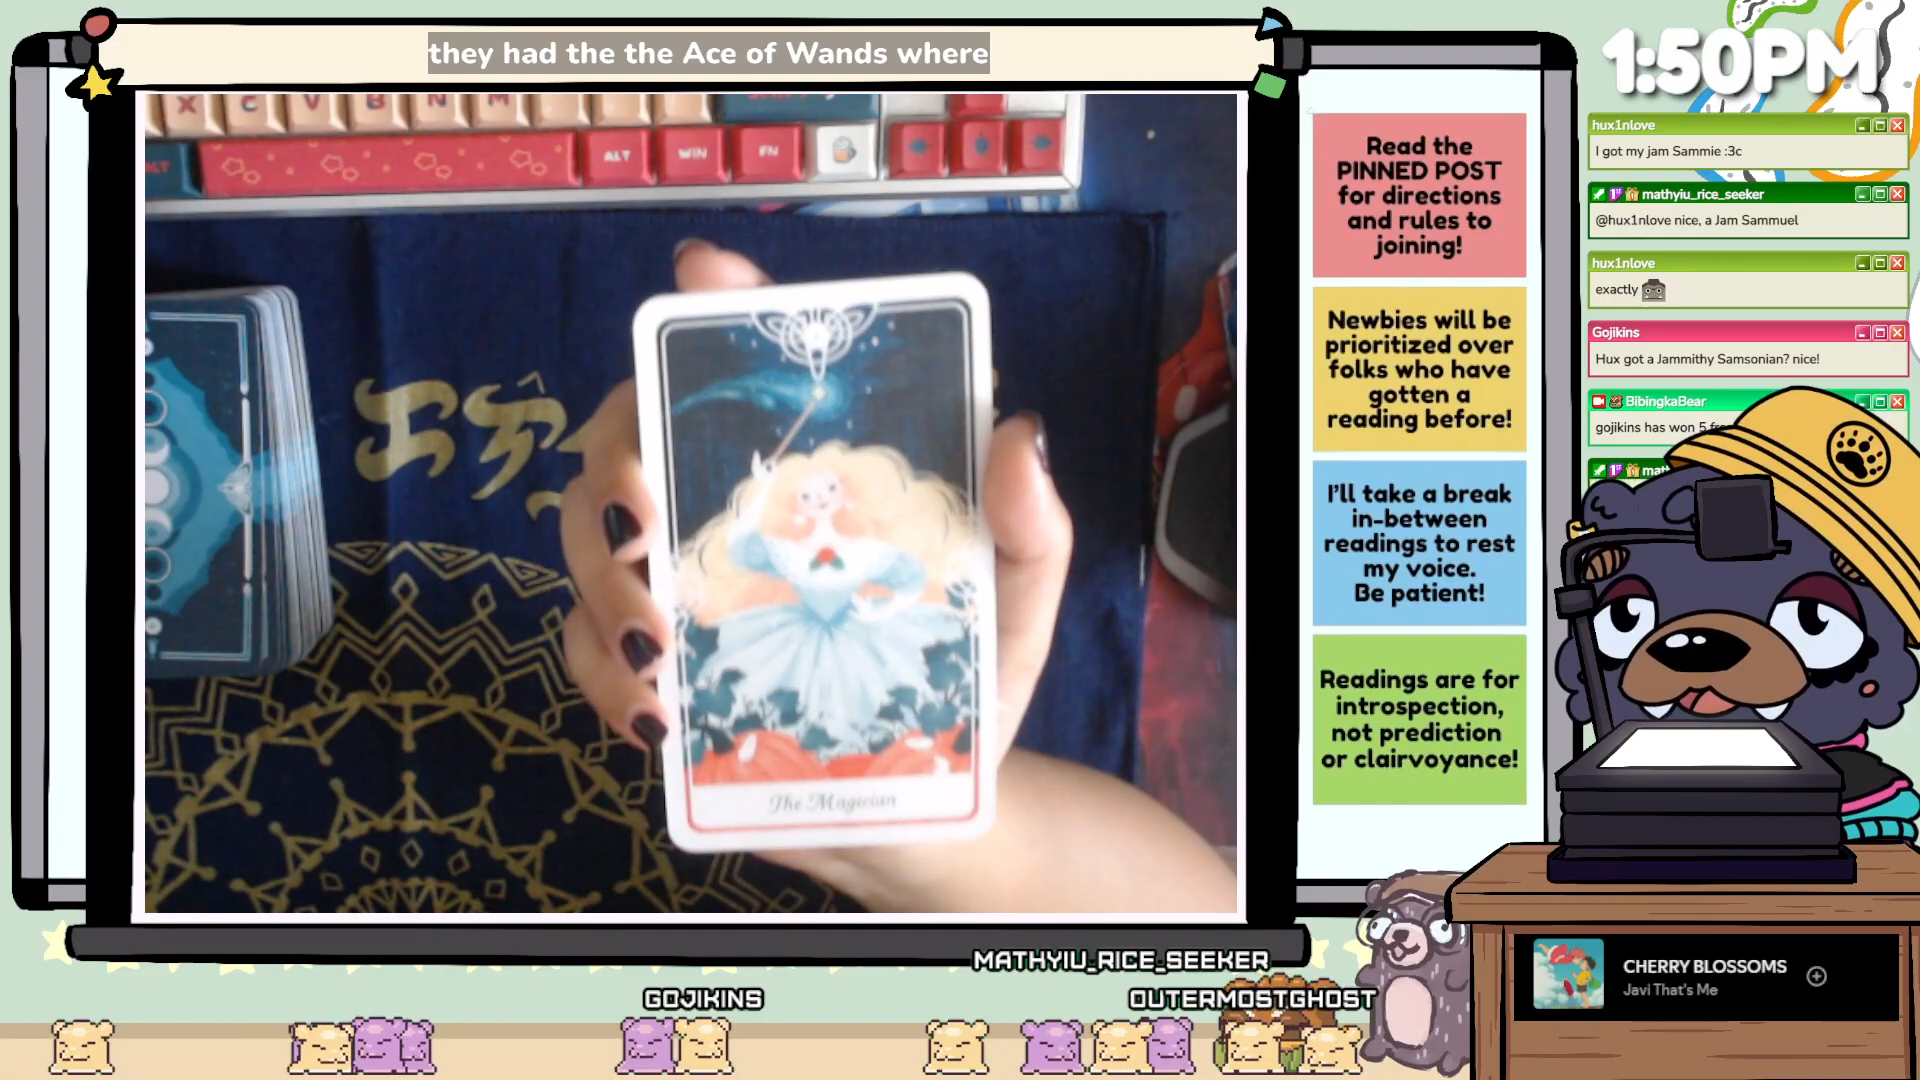 they had the the Ace of Wands where
1:50PM
X C V B N M
ALT ALT WIN FN
The Magician
Read the
PINNED POST
for directions
and rules to
joining!
Newbies will be
prioritized over
folks who have
gotten a
reading before!
I'll take a break
in-between
readings to rest
my voice.
Be patient!
Readings are for
introspection,
not prediction
or clairvoyance!
hux1nlove
I got my jam Sammie :3c
mathyiu_rice_seeker
@hux1nlove nice, a Jam Sammuel
hux1nlove
exactly
Gojikins
Hux got a Jammithy Samsonian? nice!
BibingkaBear
gojikins has won 5
MATHYIU_RICE_SEEKER
GOJIKINS
OUTERMOSTGHOST
CHERRY BLOSSOMS
Javi That's Me